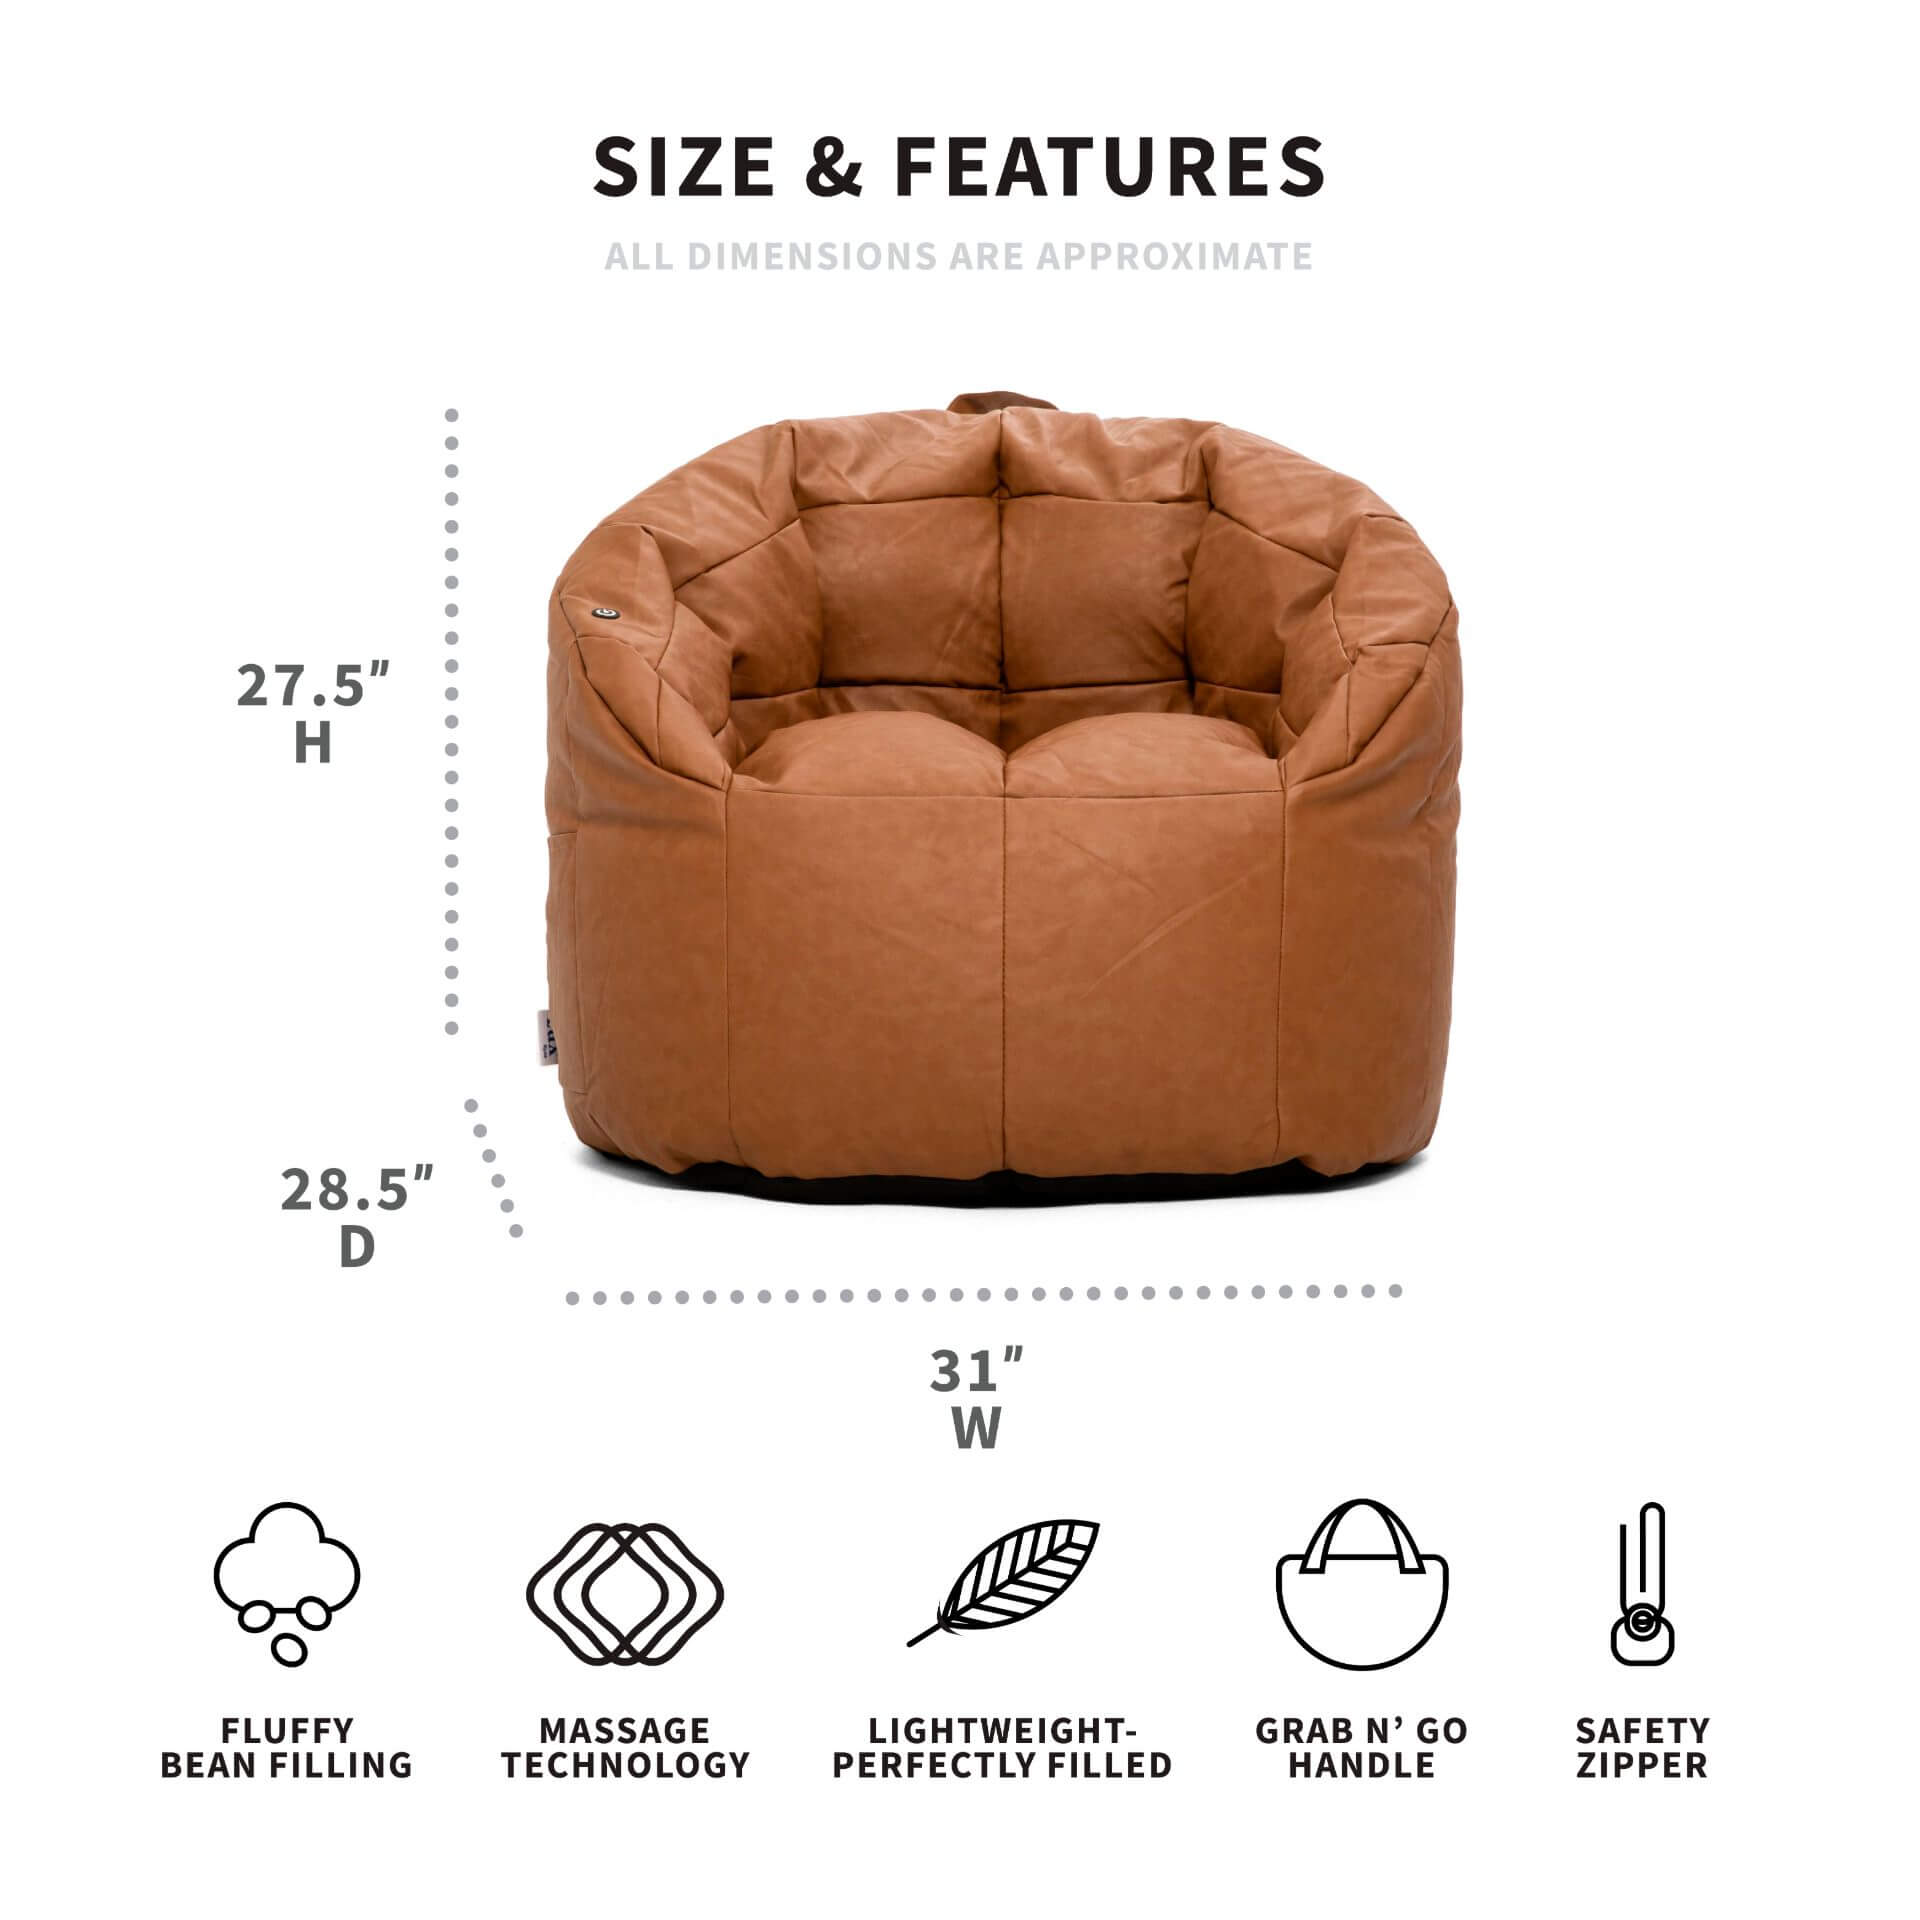 SIZE & FEATURES
ALL DIMENSIONS ARE APPROXIMATE
27.5"
H
28.5"
D
31"
W
FLUFFY
BEAN FILLING
MASSAGE
TECHNOLOGY
LIGHTWEIGHT-
PERFECTLY FILLED
GRAB N’ GO
HANDLE
SAFETY
ZIPPER